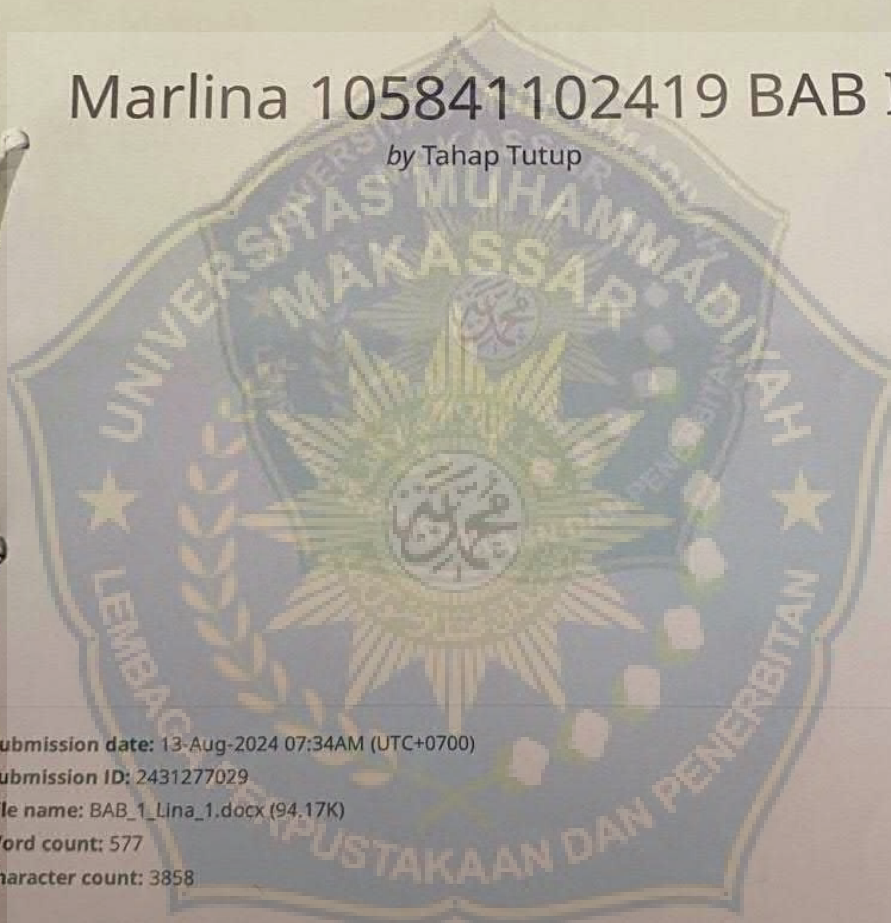 Marlina 105841102419 BAB
by Tahap Tutup
UNIVERSITAS MUHAMMADIYAH
MAKASSAR
LEMBAGA PERPUSTAKAAN DAN PENERBITAN
ubmission date: 13-Aug-2024 07:34AM (UTC+0700)
ubmission ID: 2431277029
le name: BAB_1_Lina_1.docx (94.17K)
ord count: 577
haracter count: 3858